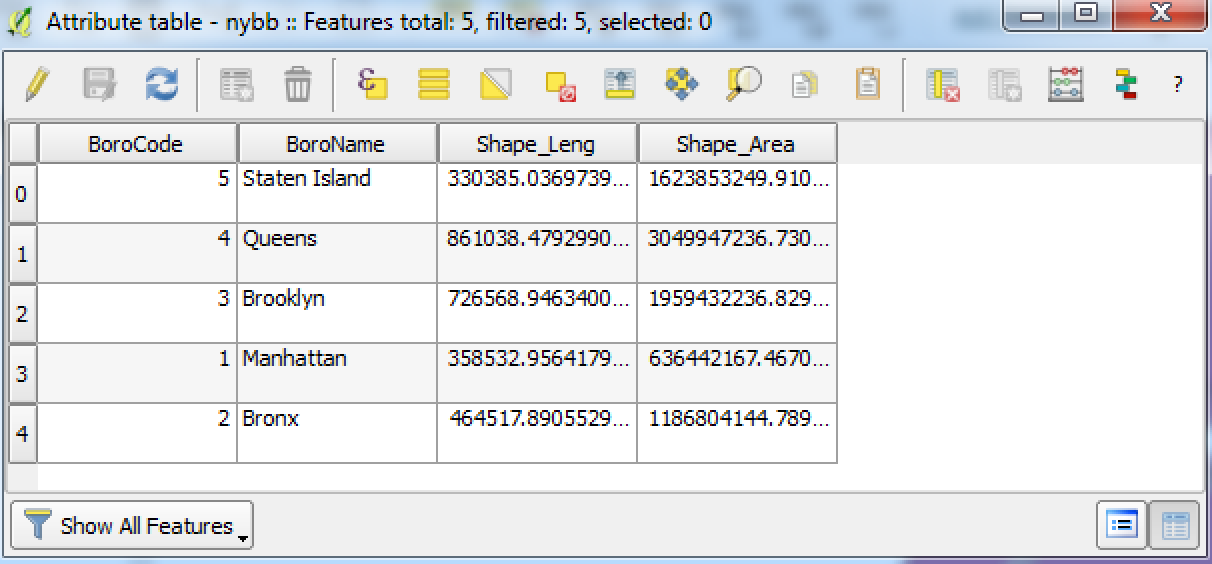 Attribute table - nybb :: Features total: 5, filtered: 5, selected: 0
?
BoroCode BoroName Shape_Leng Shape_Area
0 5 Staten Island 330385.0369739... 1623853249.910...
1 4 Queens 861038.4792990... 3049947236.730...
2 3 Brooklyn 726568.9463400... 1959432236.829...
3 1 Manhattan 358532.9564179... 636442167.4670...
4 2 Bronx 464517.8905529... 1186804144.789...
Show All Features